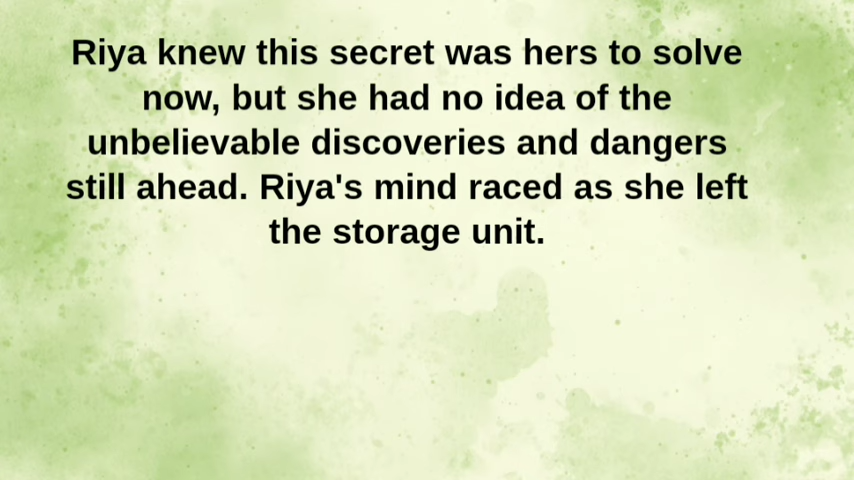 Riya knew this secret was hers to solve
now, but she had no idea of the
unbelievable discoveries and dangers
still ahead. Riya's mind raced as she left
the storage unit.